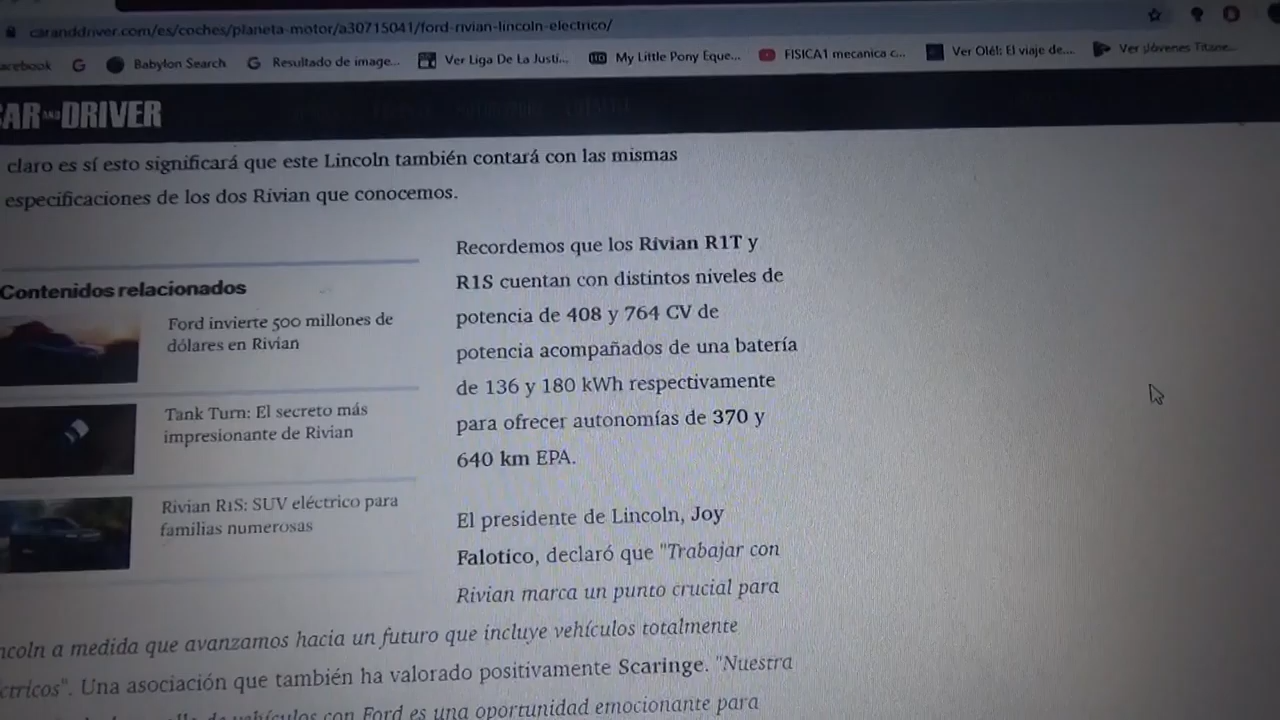 caranddriver.com/es/coches/planeta-motor/a30715041/ford-rivian-lincoln-electrico/
acebook
Babylon Search
Resultado de image...
Ver Liga De La Justi...
My Little Pony Eque...
FISICA1 mecanica c...
Ver Olé!: El viaje de...
Ver Jóvenes Titane...
CAR AND DRIVER
claro es sí esto significará que este Lincoln también contará con las mismas
especificaciones de los dos Rivian que conocemos.
Contenidos relacionados
Ford invierte 500 millones de
dólares en Rivian
Tank Turn: El secreto más
impresionante de Rivian
Rivian R1S: SUV eléctrico para
familias numerosas
Recordemos que los Rivian R1T y
R1S cuentan con distintos niveles de
potencia de 408 y 764 CV de
potencia acompañados de una batería
de 136 y 180 kWh respectivamente
para ofrecer autonomías de 370 y
640 km EPA.
El presidente de Lincoln, Joy
Falotico, declaró que "Trabajar con
Rivian marca un punto crucial para
ncoln a medida que avanzamos hacia un futuro que incluye vehículos totalmente
ctricos". Una asociación que también ha valorado positivamente Scaringe. "Nuestra
de vehículos con Ford es una oportunidad emocionante para